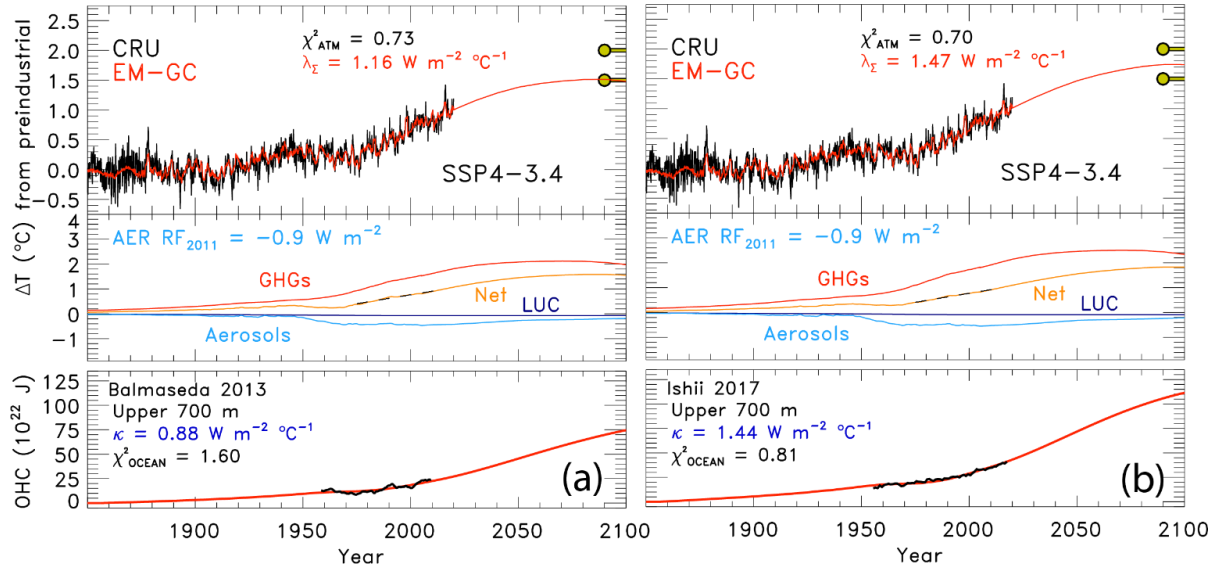 ΔT (°C) from preindustrial
2.5
2.0
1.5
1.0
0.5
0.0
−0.5
CRU
EM−GC
χ²ATM = 0.73
λΣ = 1.16 W m−2 °C−1
SSP4−3.4
4
3
2
1
0
−1
AER RF2011 = −0.9 W m−2
GHGs
Net
LUC
Aerosols
OHC (10²² J)
125
100
75
50
25
0
Balmaseda 2013
Upper 700 m
κ = 0.88 W m−2 °C−1
χ²OCEAN = 1.60
(a)
1900 1950 2000 2050 2100
Year
CRU
EM−GC
χ²ATM = 0.70
λΣ = 1.47 W m−2 °C−1
SSP4−3.4
AER RF2011 = −0.9 W m−2
GHGs
Net
LUC
Aerosols
Ishii 2017
Upper 700 m
κ = 1.44 W m−2 °C−1
χ²OCEAN = 0.81
(b)
1900 1950 2000 2050 2100
Year